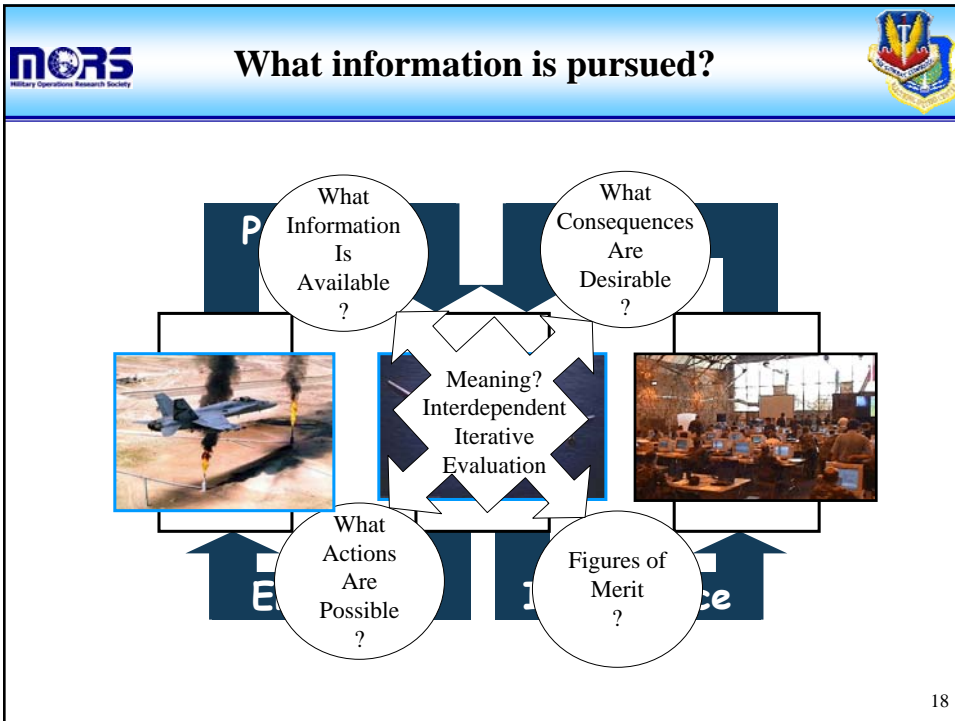 MORS
Military Operations Research Society
What information is pursued?
What
Information
Is
Available
?
What
Consequences
Are
Desirable
?
Meaning?
Interdependent
Iterative
Evaluation
What
Actions
Are
Possible
?
Figures of
Merit
?
18